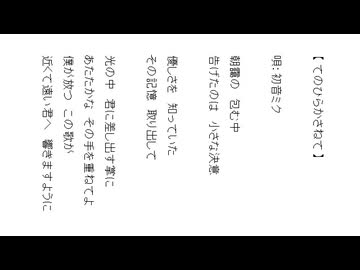 【 てのひらかさねて 】
唄: 初音ミク
朝靄の　包む中
告げたのは　小さな決意
優しさを　知っていた
その記憶　取り出して
光の中　君に差し出す掌に
あたたかな　その手を重ねてよ
僕が放つ　この歌が
近くて遠い君へ　響きますように